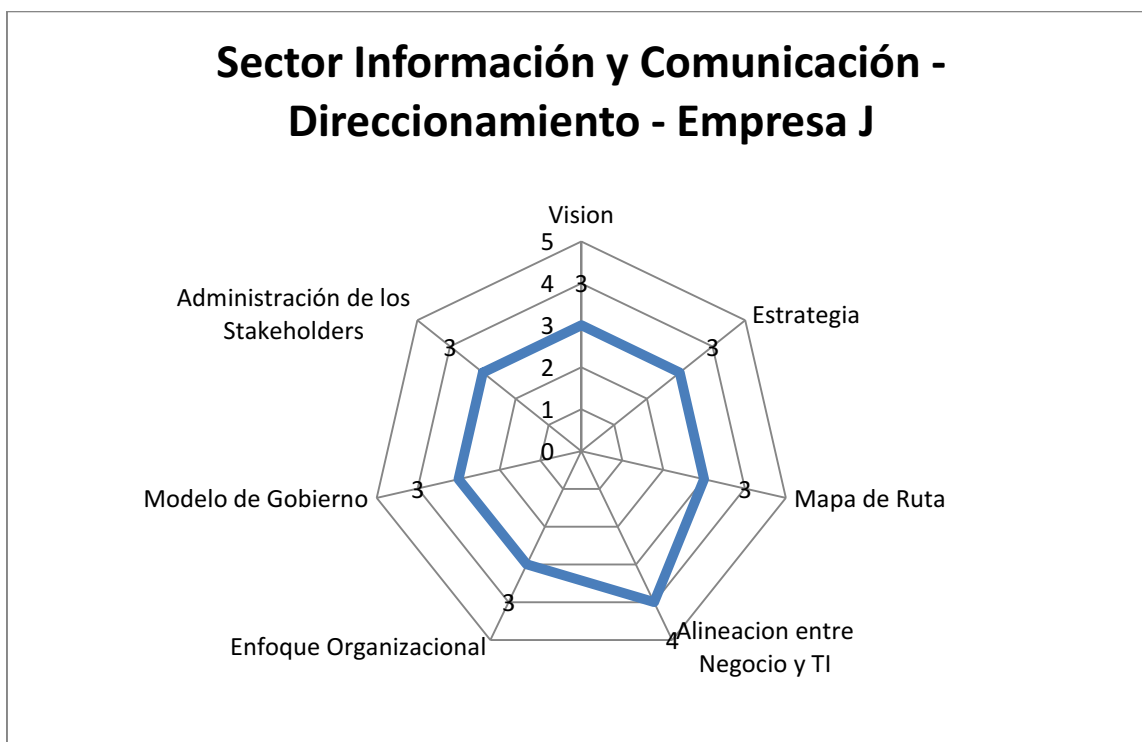 Sector Información y Comunicación -
Direccionamiento - Empresa J
Vision
5
4
3
3
2
1
0
Estrategia
3
Mapa de Ruta
3
Alineacion entre
Negocio y TI
4
Enfoque Organizacional
3
Modelo de Gobierno
3
Administración de los
Stakeholders
3